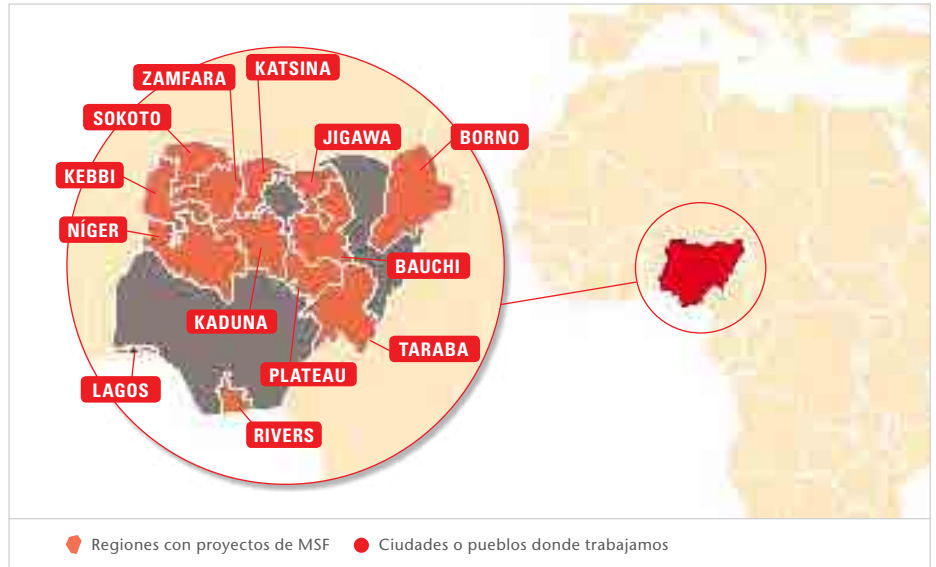 KATSINA
ZAMFARA
SOKOTO
JIGAWA
BORNO
KEBBI
NÍGER
BAUCHI
KADUNA
TARABA
PLATEAU
LAGOS
RIVERS
Regiones con proyectos de MSF
Ciudades o pueblos donde trabajamos